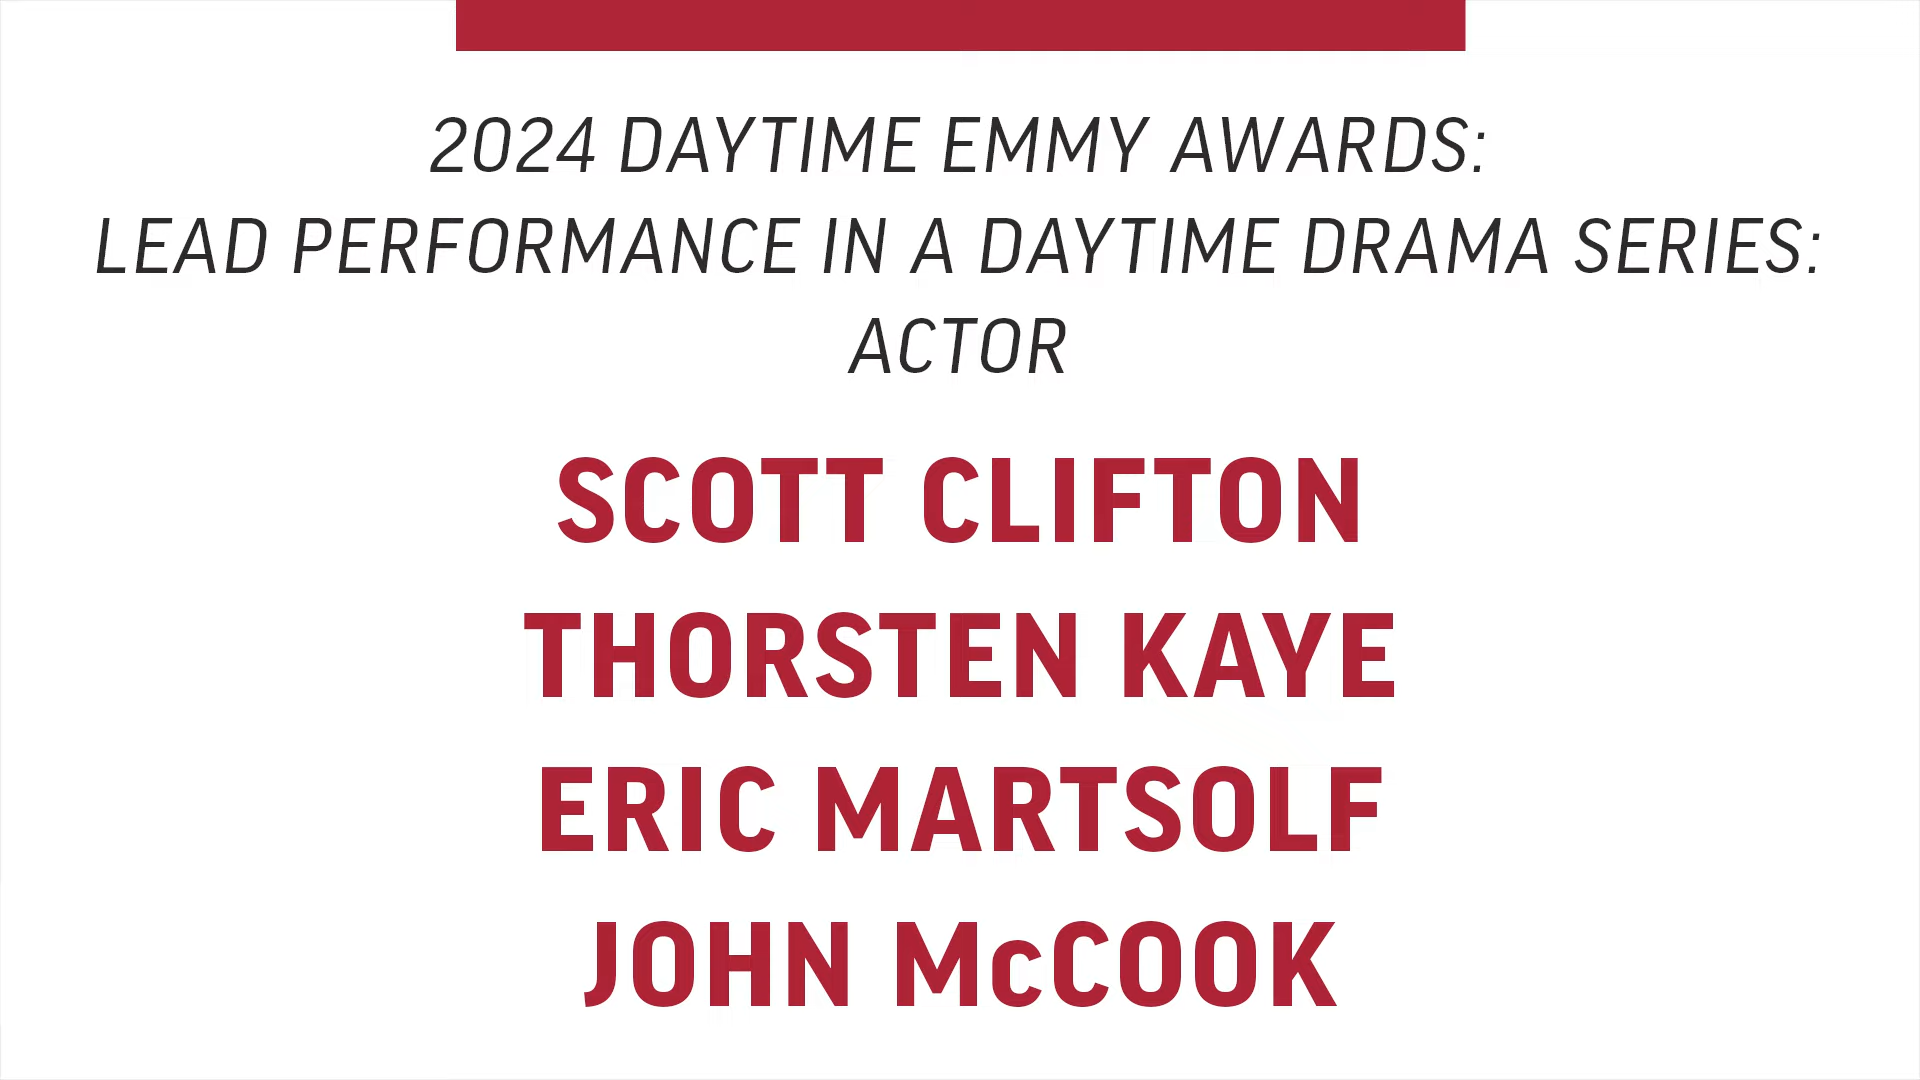 2024 DAYTIME EMMY AWARDS:
LEAD PERFORMANCE IN A DAYTIME DRAMA SERIES:
ACTOR
SCOTT CLIFTON
THORSTEN KAYE
ERIC MARTSOLF
JOHN McCOOK